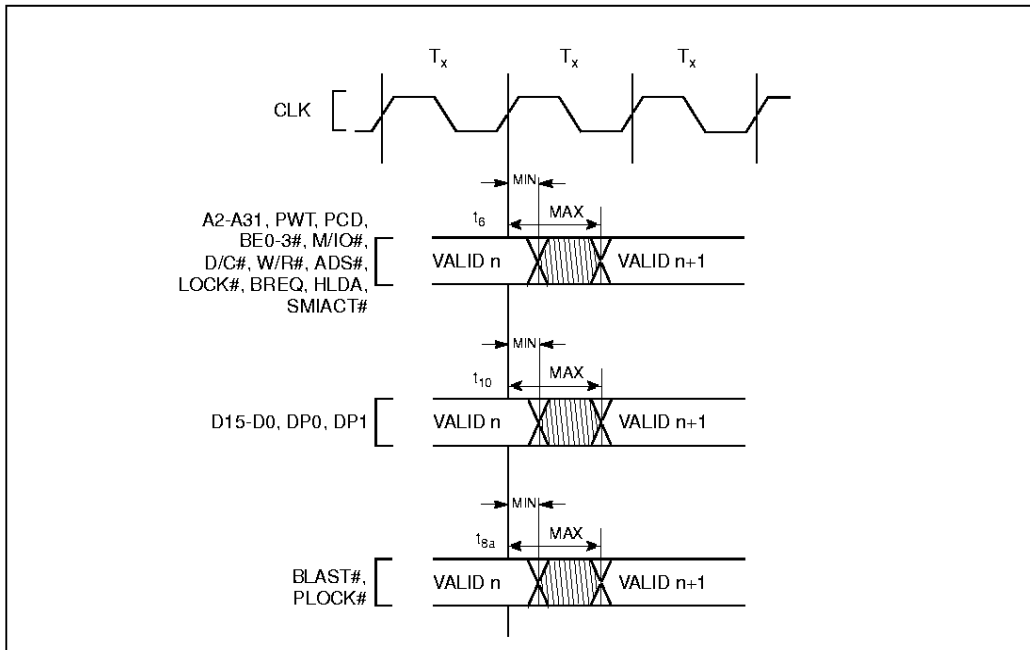 Tx Tx Tx
CLK
MIN
t6 MAX
A2-A31, PWT, PCD,
BE0-3#, M/IO#,
D/C#, W/R#, ADS#,
LOCK#, BREQ, HLDA,
SMIACT#
VALID n VALID n+1
MIN
t10 MAX
D15-D0, DP0, DP1
VALID n VALID n+1
MIN
t8a MAX
BLAST#,
PLOCK#
VALID n VALID n+1